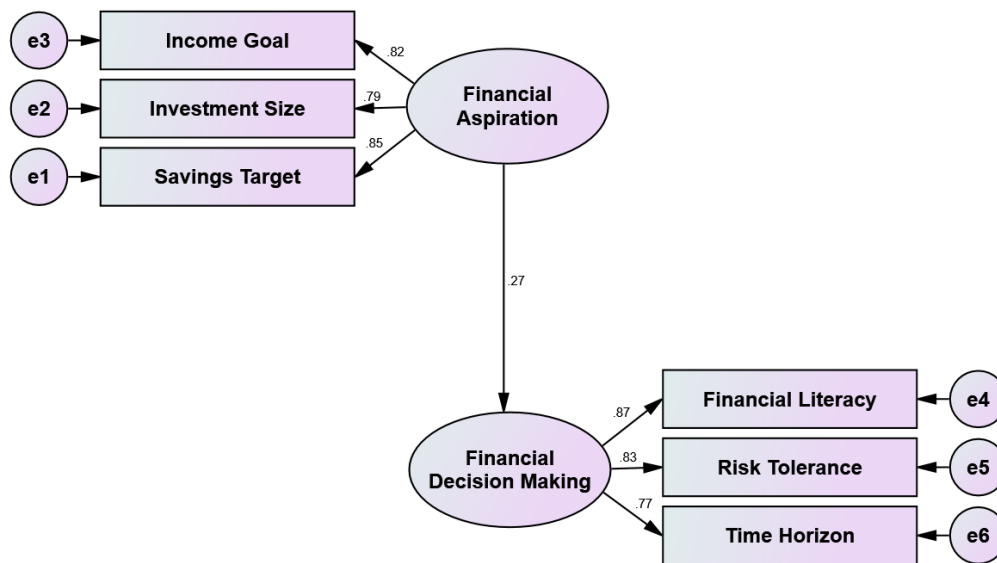 e3
Income Goal
.82
e2
Investment Size
.79
Financial
Aspiration
.85
e1
Savings Target
.27
Financial
Decision Making
.87
Financial Literacy
e4
.83
Risk Tolerance
e5
.77
Time Horizon
e6